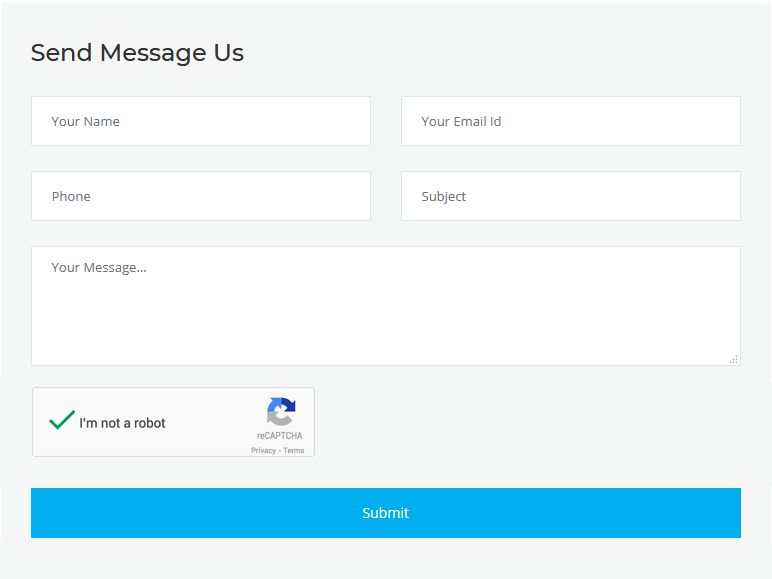 Send Message Us
Your Name
Your Email Id
Phone
Subject
Your Message...
I'm not a robot
reCAPTCHA
Privacy - Terms
Submit